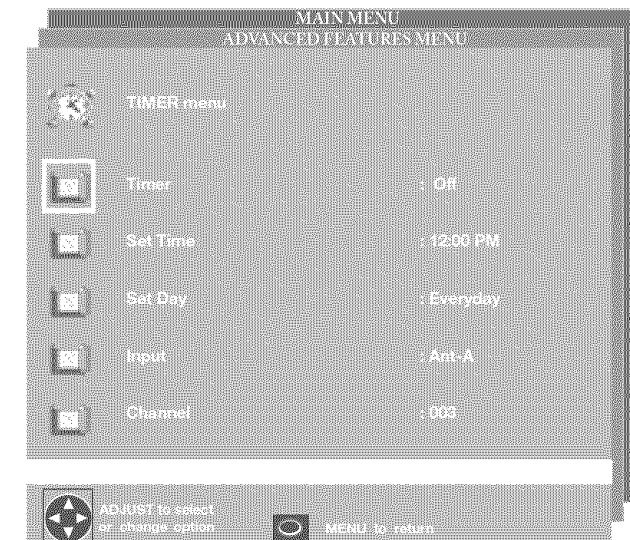 MAIN MENU
ADVANCED FEATURES MENU
TIMER menu
Timer : Off
Set Time : 12:00 PM
Set Day : Everyday
Input : Ant-A
Channel : 003
ADJUST to select
or change option
MENU to return